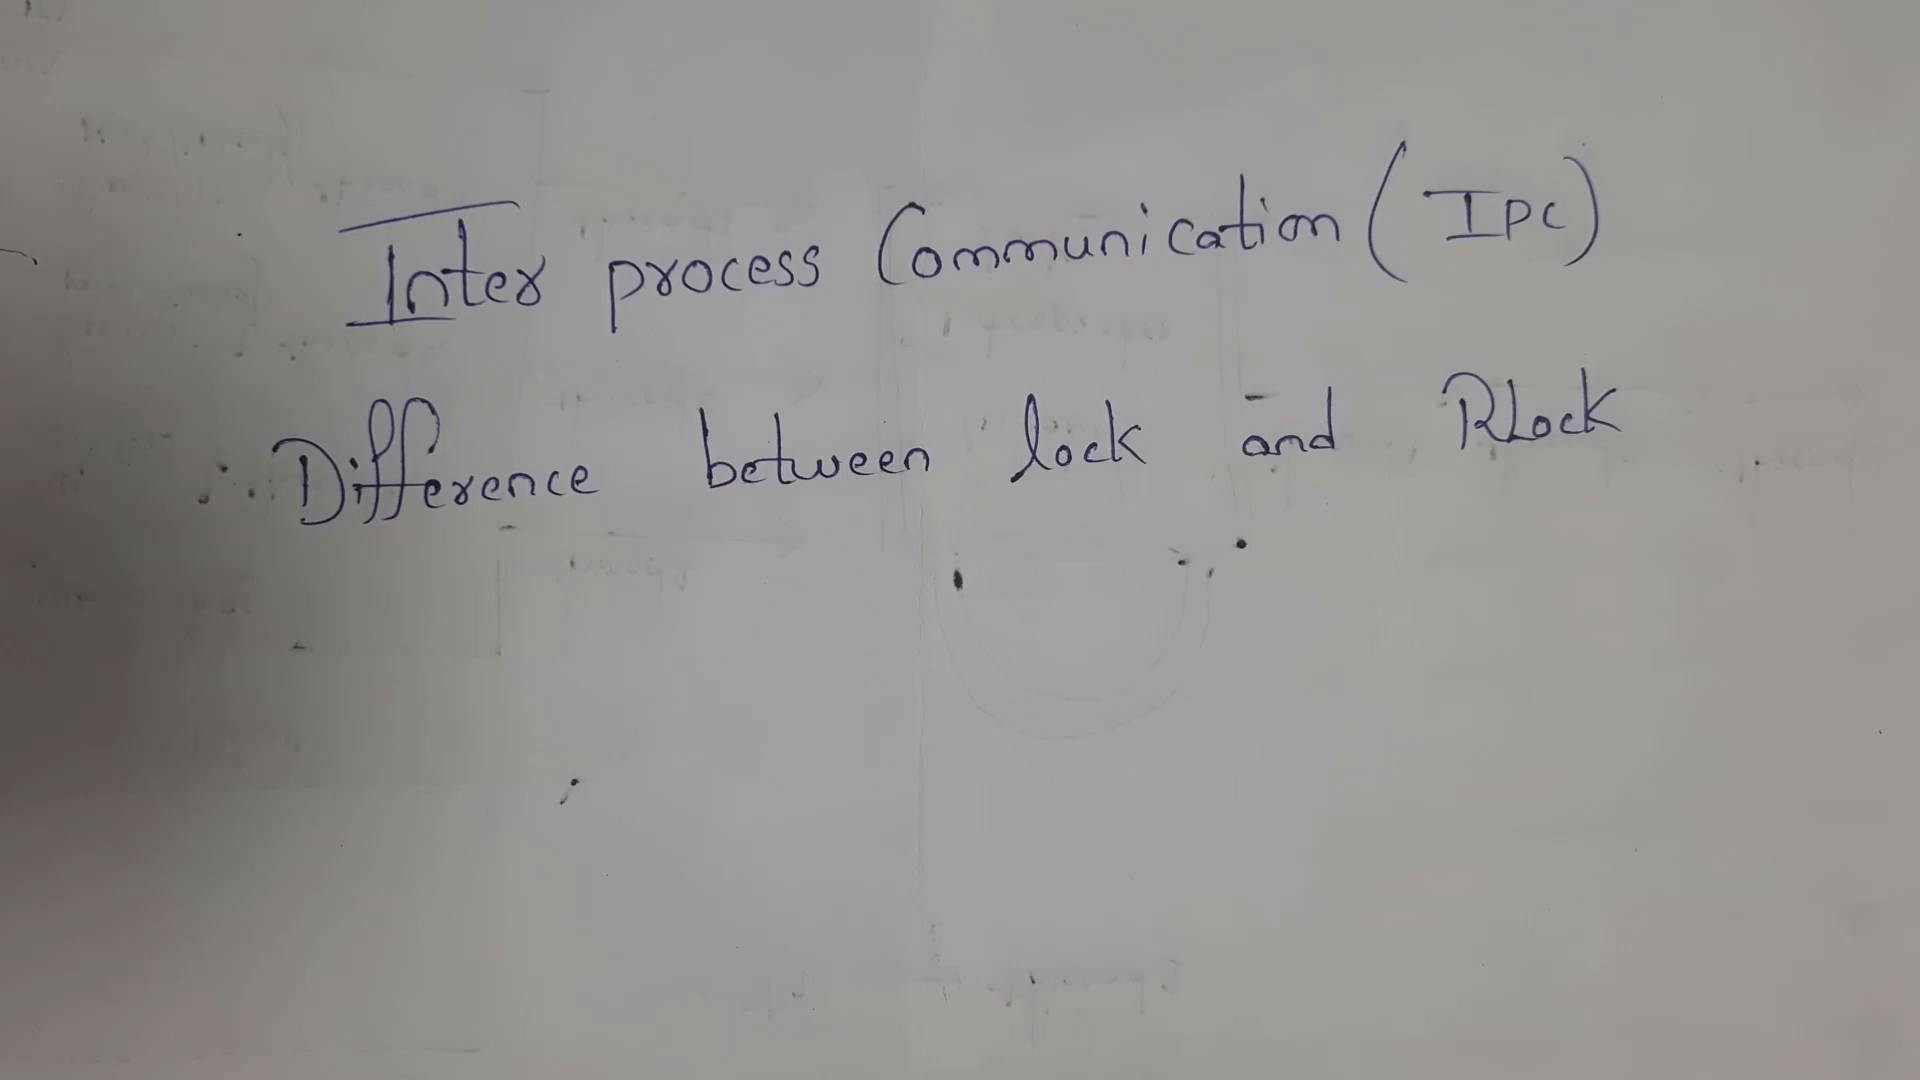 Inter process Communication (IPC)
Difference between lock and RLock